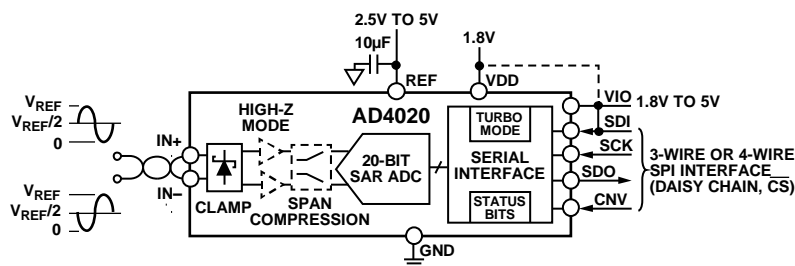 2.5V TO 5V
10µF
1.8V
REF
VDD
VREF
VREF/2
0
HIGH-Z
MODE
AD4020
TURBO
MODE
VIO
1.8V TO 5V
SDI
IN+
20-BIT
SAR ADC
SERIAL
INTERFACE
SCK
SDO
3-WIRE OR 4-WIRE
SPI INTERFACE
(DAISY CHAIN, CS)
IN–
VREF
VREF/2
0
CLAMP
SPAN
COMPRESSION
STATUS
BITS
CNV
GND